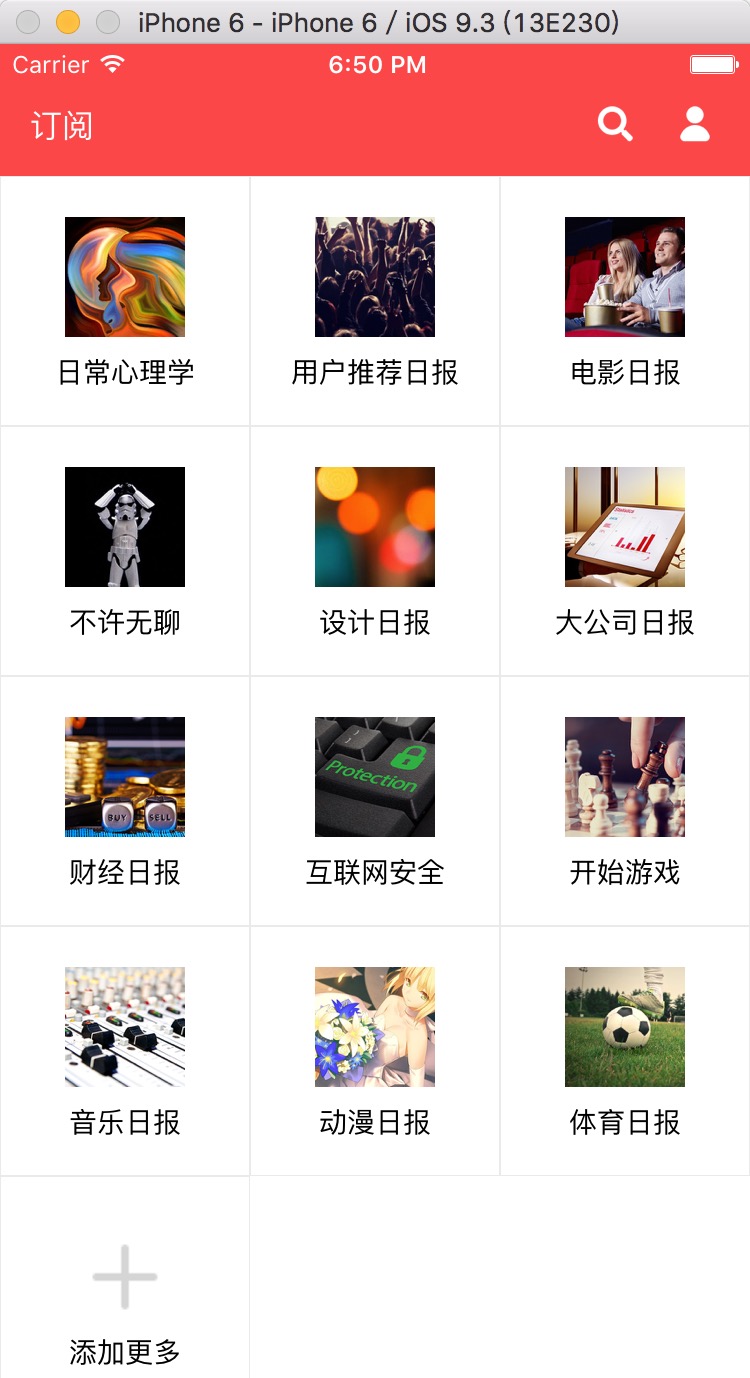 iPhone 6 - iPhone 6 / iOS 9.3 (13E230)
Carrier 6:50 PM
订阅
日常心理学 用户推荐日报 电影日报
Statistics
不许无聊 设计日报 大公司日报
BUY SELL Protection
财经日报 互联网安全 开始游戏
音乐日报 动漫日报 体育日报
添加更多